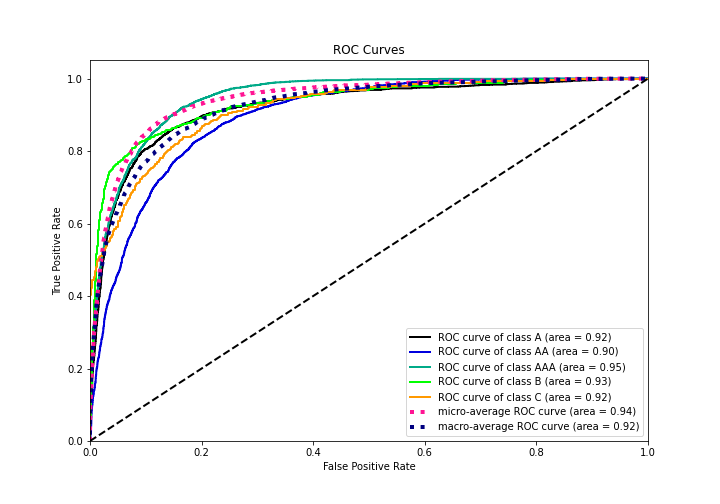 ROC Curves
True Positive Rate
1.0
0.8
0.6
0.4
0.2
0.0
0.0 0.2 0.4 0.6 0.8 1.0
False Positive Rate
ROC curve of class A (area = 0.92)
ROC curve of class AA (area = 0.90)
ROC curve of class AAA (area = 0.95)
ROC curve of class B (area = 0.93)
ROC curve of class C (area = 0.92)
micro-average ROC curve (area = 0.94)
macro-average ROC curve (area = 0.92)